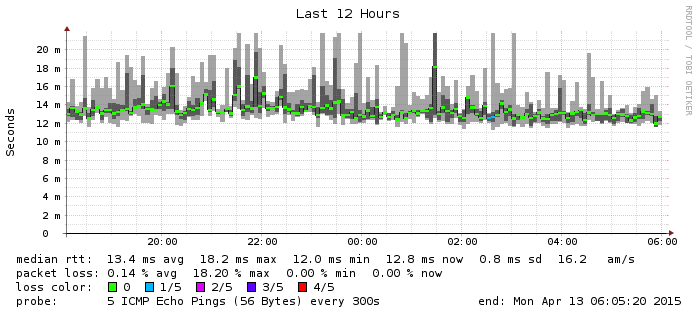 Last 12 Hours
RRDTOOL / TOBI OETIKER
Seconds
20 m
18 m
16 m
14 m
12 m
10 m
8 m
6 m
4 m
2 m
0
20:00 22:00 00:00 02:00 04:00 06:00
median rtt: 13.4 ms avg 18.2 ms max 12.0 ms min 12.8 ms now 0.8 ms sd 16.2 am/s
packet loss: 0.14 % avg 18.20 % max 0.00 % min 0.00 % now
loss color: 0 1/5 2/5 3/5 4/5
probe: 5 ICMP Echo Pings (56 Bytes) every 300s end: Mon Apr 13 06:05:20 2015